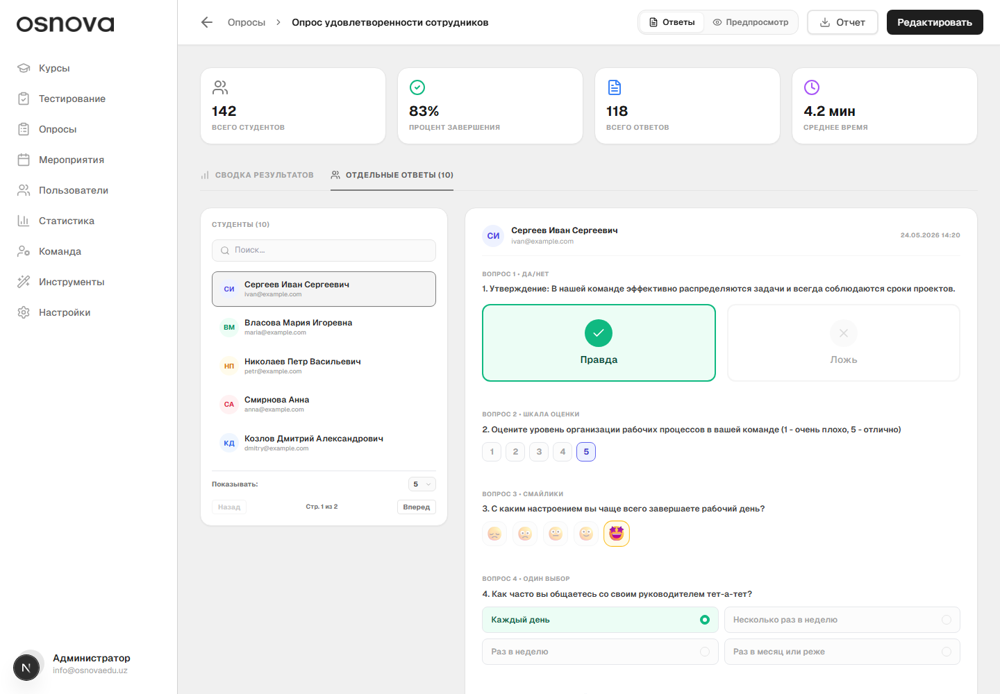 osnova
Курсы
Тестирование
Опросы
Мероприятия
Пользователи
Статистика
Команда
Инструменты
Настройки
N
Администратор
info@osnovaedu.uz
Опросы
Опрос удовлетворенности сотрудников
Ответы
Предпросмотр
Отчет
Редактировать
142
ВСЕГО СТУДЕНТОВ
83%
ПРОЦЕНТ ЗАВЕРШЕНИЯ
118
ВСЕГО ОТВЕТОВ
4.2 мин
СРЕДНЕЕ ВРЕМЯ
СВОДКА РЕЗУЛЬТАТОВ
ОТДЕЛЬНЫЕ ОТВЕТЫ (10)
СТУДЕНТЫ (10)
Поиск...
СИ
Сергеев Иван Сергеевич
ivan@example.com
ВМ
Власова Мария Игоревна
maria@example.com
НП
Николаев Петр Васильевич
petr@example.com
СА
Смирнова Анна
anna@example.com
КД
Козлов Дмитрий Александрович
dmitry@example.com
Показывать:
5
Назад
Стр. 1 из 2
Вперед
СИ
Сергеев Иван Сергеевич
ivan@example.com
24.05.2026 14:20
ВОПРОС 1 • ДА/НЕТ
1. Утверждение: В нашей команде эффективно распределяются задачи и всегда соблюдаются сроки проектов.
Правда
Ложь
ВОПРОС 2 • ШКАЛА ОЦЕНКИ
2. Оцените уровень организации рабочих процессов в вашей команде (1 - очень плохо, 5 - отлично)
1 2 3 4 5
ВОПРОС 3 • СМАЙЛИКИ
3. С каким настроением вы чаще всего завершаете рабочий день?
ВОПРОС 4 • ОДИН ВЫБОР
4. Как часто вы общаетесь со своим руководителем тет-а-тет?
Каждый день
Несколько раз в неделю
Раз в неделю
Раз в месяц или реже